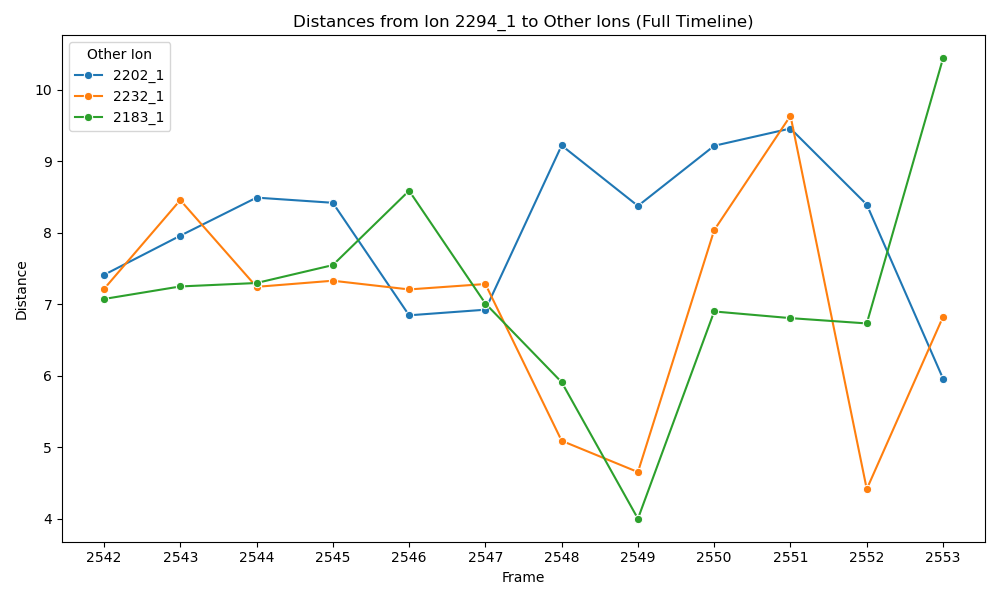 Distances from Ion 2294_1 to Other Ions (Full Timeline)
Other Ion
2202_1
2232_1
2183_1
Distance
10
9
8
7
6
5
4
2542 2543 2544 2545 2546 2547 2548 2549 2550 2551 2552 2553
Frame